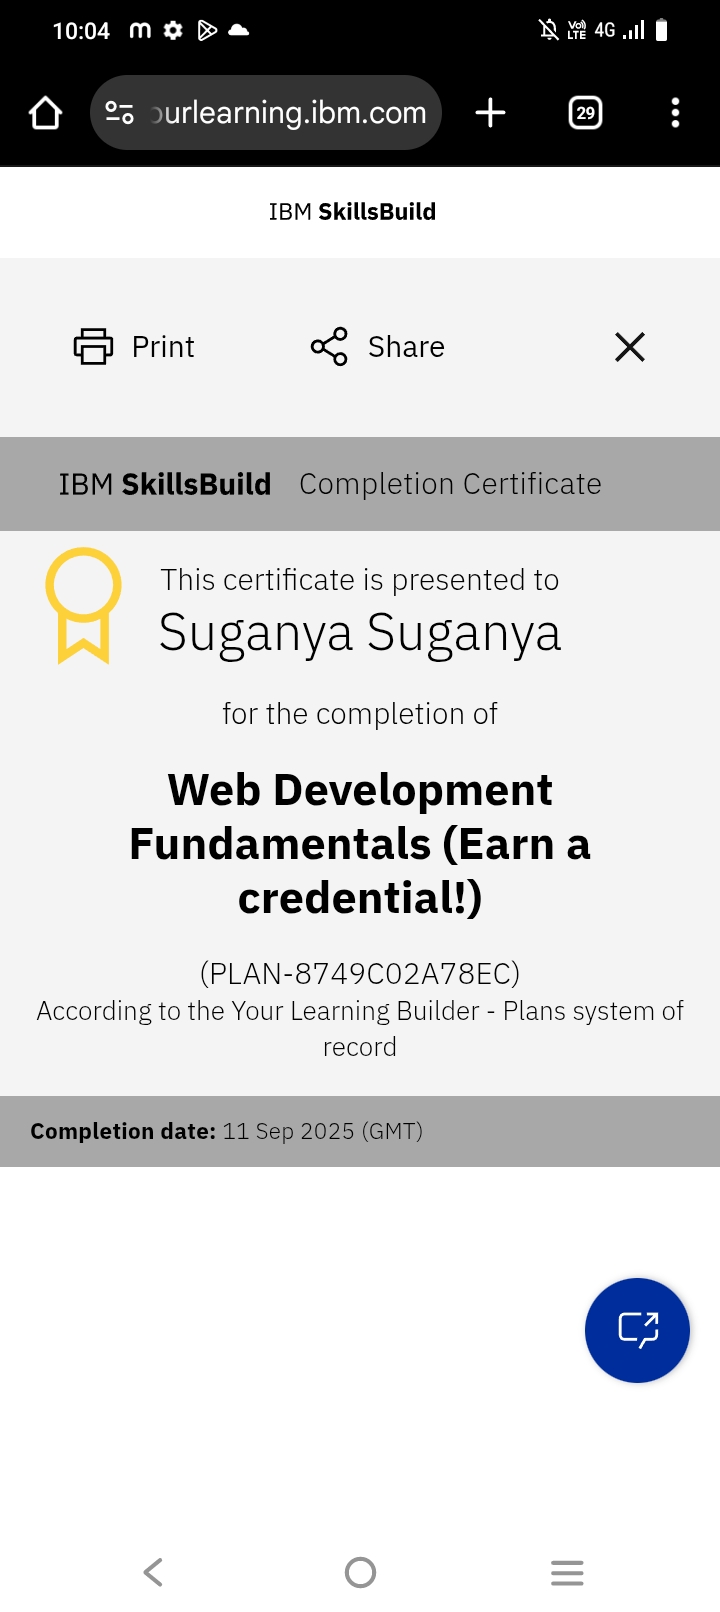 10:04 m VoI) LTE 4G
urlearning.ibm.com 29
IBM SkillsBuild
Print Share
IBM SkillsBuild Completion Certificate
This certificate is presented to
Suganya Suganya
for the completion of
Web Development
Fundamentals (Earn a
credential!)
(PLAN-8749C02A78EC)
According to the Your Learning Builder - Plans system of
record
Completion date: 11 Sep 2025 (GMT)